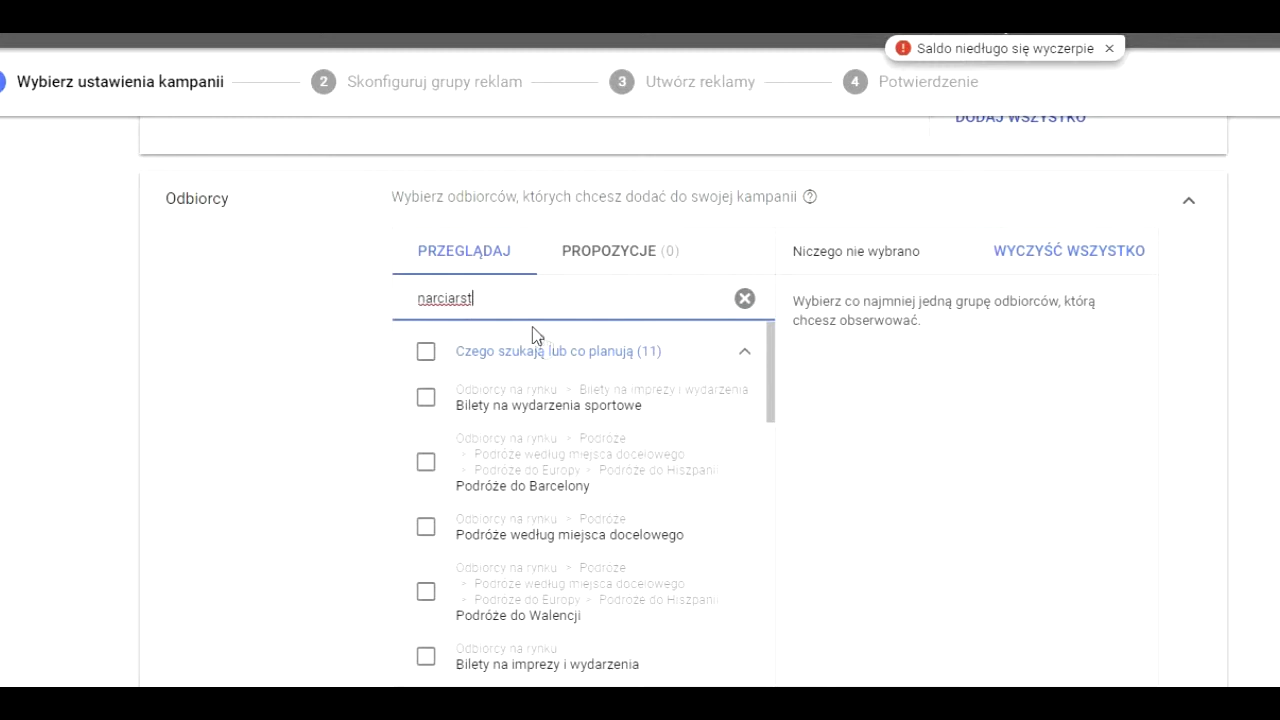 Saldo niedługo się wyczerpie ×
Wybierz ustawienia kampanii 2 Skonfiguruj grupy reklam 3 Utwórz reklamy 4 Potwierdzenie
DODAJ WSZYSTKO
Odbiorcy
Wybierz odbiorców, których chcesz dodać do swojej kampanii
PRZEGLĄDAJ PROPOZYCJE (0) Niczego nie wybrano WYCZYŚĆ WSZYSTKO
narciarst
Wybierz co najmniej jedną grupę odbiorców, którą
chcesz obserwować.
Czego szukają lub co planują (11)
Odbiorcy na rynku > Bilety na imprezy i wydarzenia
Bilety na wydarzenia sportowe
Odbiorcy na rynku > Podróże
> Podróże według miejsca docelowego
> Podróże do Europy > Podróże do Hiszpanii
Podróże do Barcelony
Odbiorcy na rynku > Podróże
Podróże według miejsca docelowego
Odbiorcy na rynku > Podróże
> Podróże według miejsca docelowego
> Podróże do Europy > Podróże do Hiszpanii
Podróże do Walencji
Odbiorcy na rynku
Bilety na imprezy i wydarzenia